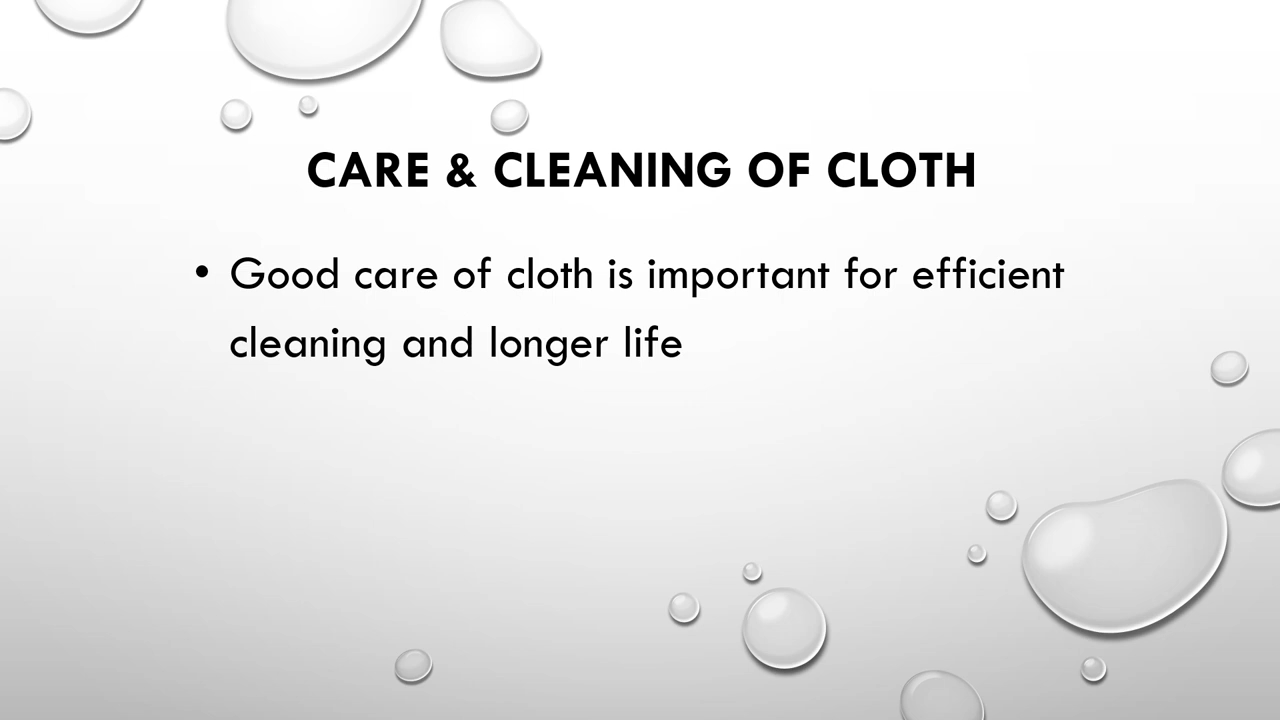 CARE & CLEANING OF CLOTH
• Good care of cloth is important for efficient
cleaning and longer life